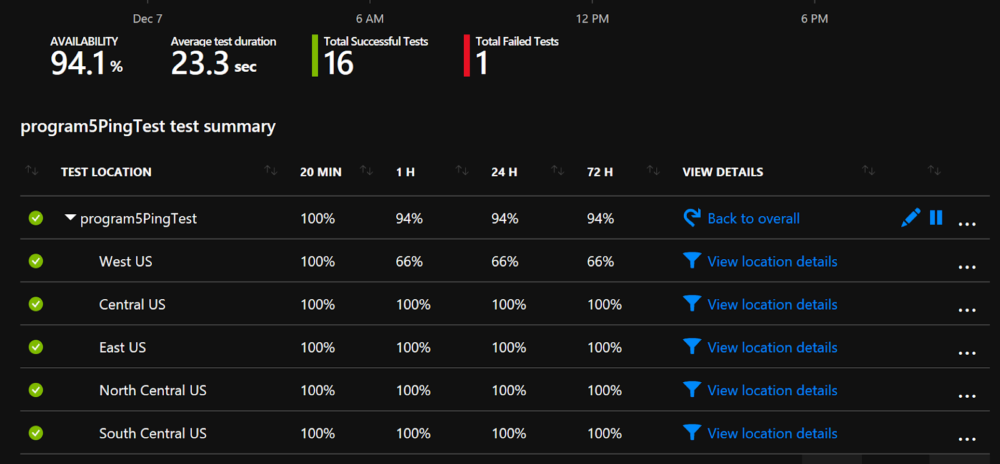 Dec 7 6 AM 12 PM 6 PM
AVAILABILITY Average test duration Total Successful Tests Total Failed Tests
94.1 % 23.3 sec 16 1
program5PingTest test summary
TEST LOCATION 20 MIN 1 H 24 H 72 H VIEW DETAILS
program5PingTest 100% 94% 94% 94% Back to overall ...
West US 100% 66% 66% 66% View location details ...
Central US 100% 100% 100% 100% View location details ...
East US 100% 100% 100% 100% View location details ...
North Central US 100% 100% 100% 100% View location details ...
South Central US 100% 100% 100% 100% View location details ...